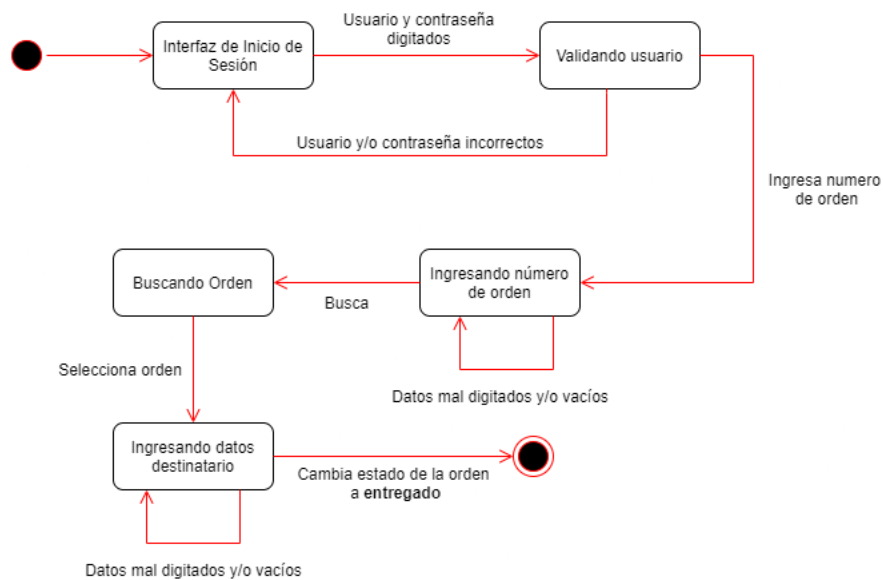 Usuario y contraseña
digitados
Interfaz de Inicio de
Sesión
Validando usuario
Usuario y/o contraseña incorrectos
Ingresa numero
de orden
Buscando Orden
Busca
Ingresando número
de orden
Selecciona orden
Datos mal digitados y/o vacíos
Ingresando datos
destinatario
Cambia estado de la orden
a entregado
Datos mal digitados y/o vacíos